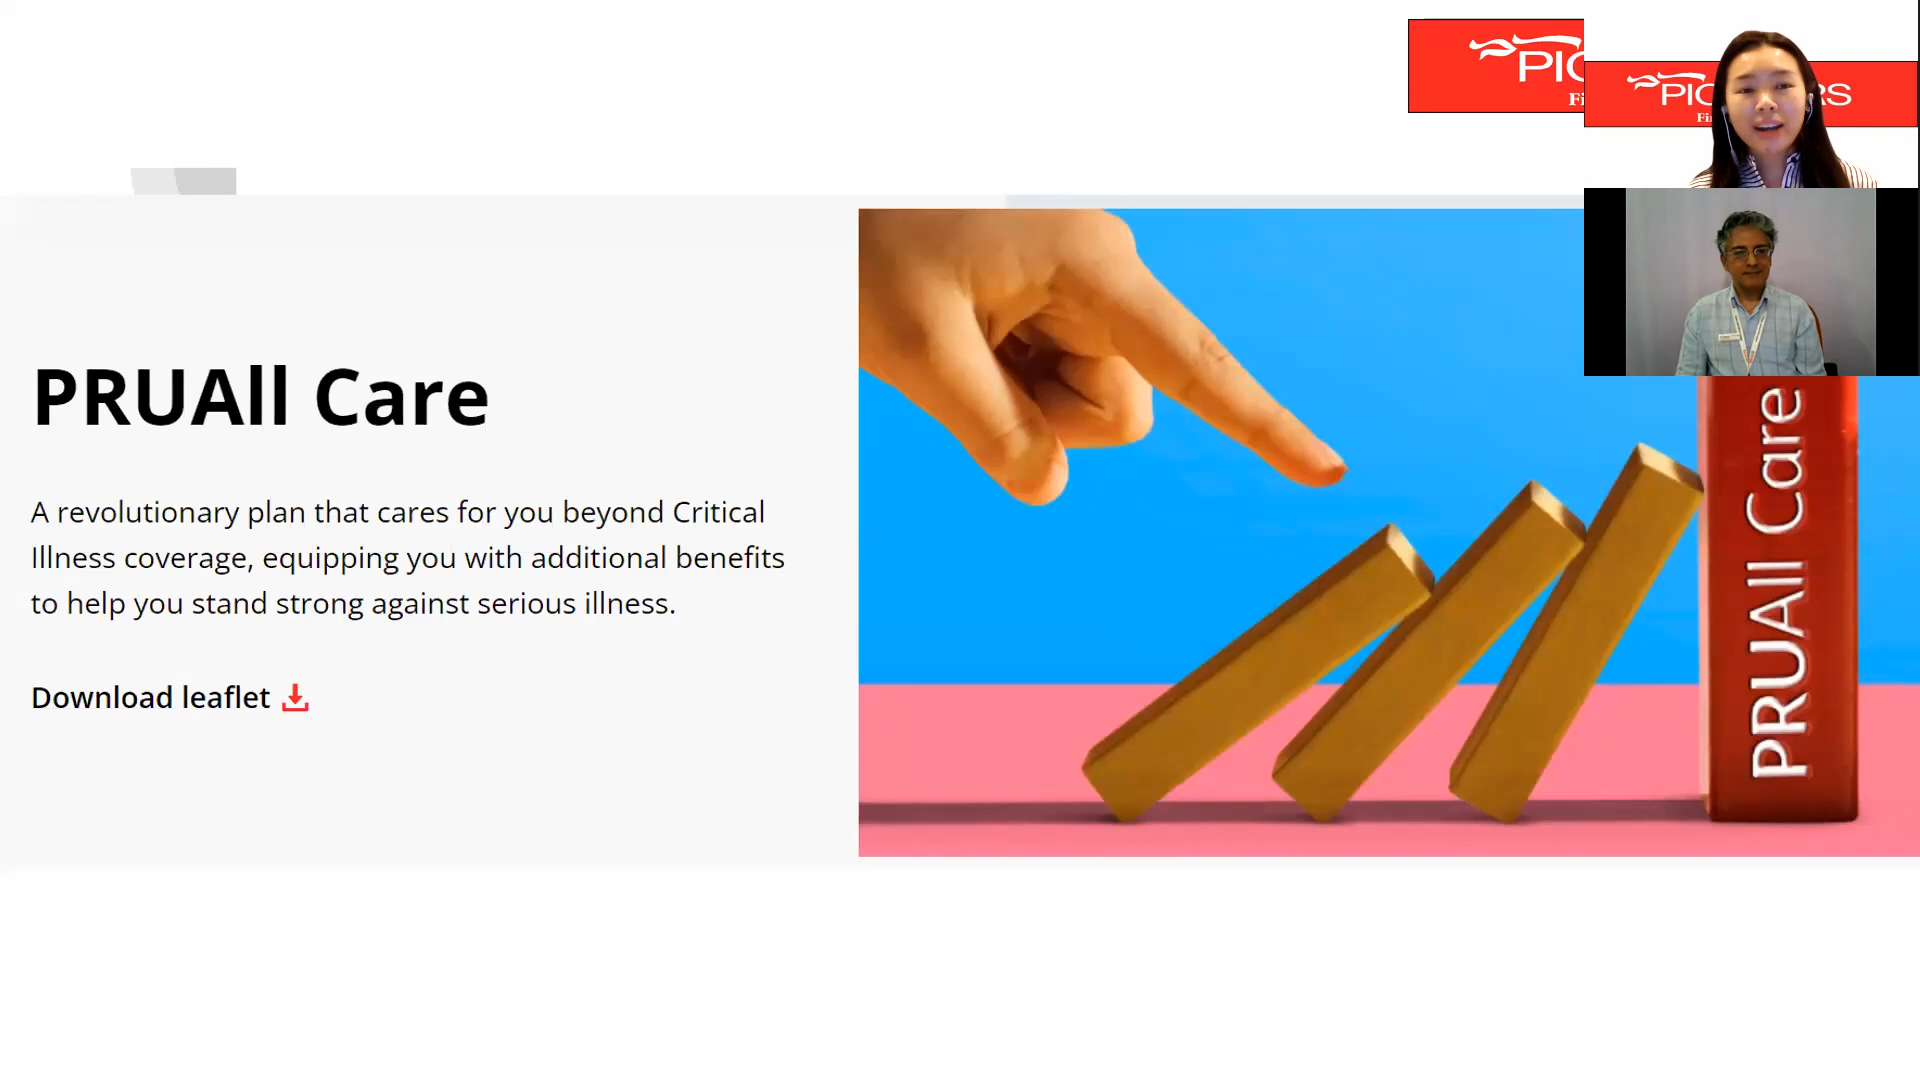 PRUAll Care
A revolutionary plan that cares for you beyond Critical
Illness coverage, equipping you with additional benefits
to help you stand strong against serious illness.
Download leaflet
PRUAll Care